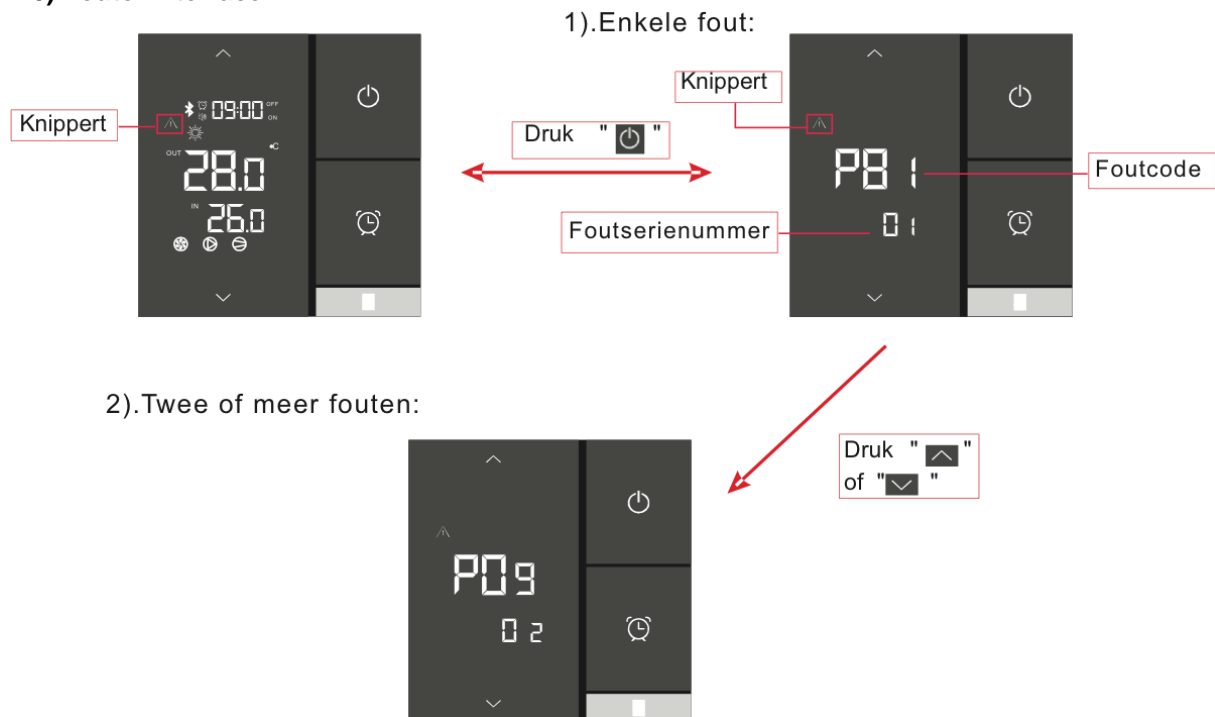 1).Enkele fout:
Knippert
09:00 OFF
ON
OUT 28.0 °C
IN 26.0
Druk " "
Knippert
P81
01
Foutcode
Foutserienummer
2).Twee of meer fouten:
Druk " "
of " "
P09
02